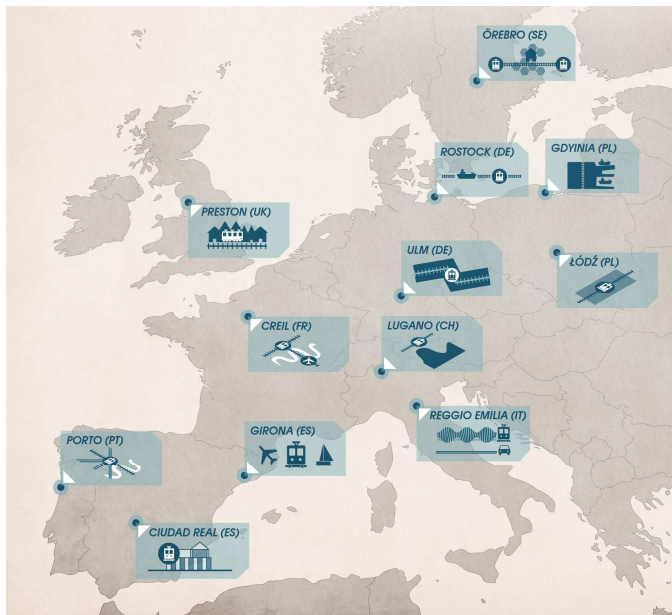 ÖREBRO (SE)
ROSTOCK (DE)
GDYINIA (PL)
PRESTON (UK)
ULM (DE)
ŁÓDŹ (PL)
CREIL (FR)
LUGANO (CH)
REGGIO EMILIA (IT)
PORTO (PT)
GIRONA (ES)
CIUDAD REAL (ES)